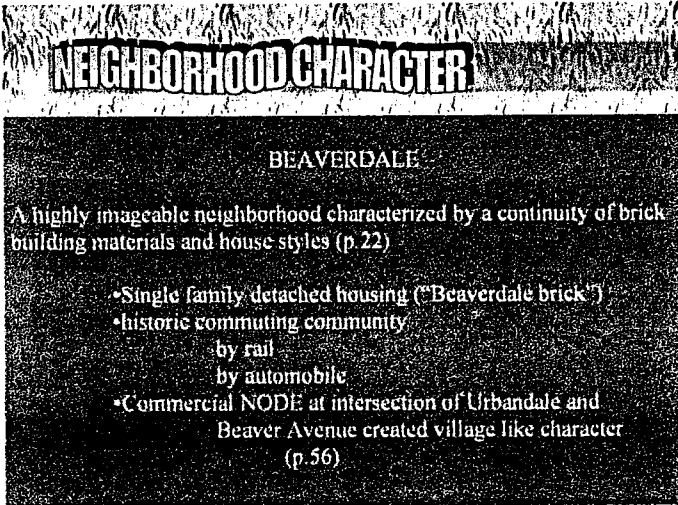 NEIGHBORHOOD CHARACTER
BEAVERDALE
A highly imageable neighborhood characterized by a continuity of brick
building materials and house styles (p.22)
•Single family detached housing ("Beaverdale brick")
•historic commuting community
by rail
by automobile
•Commercial NODE at intersection of Urbandale and
Beaver Avenue created village like character
(p.56)